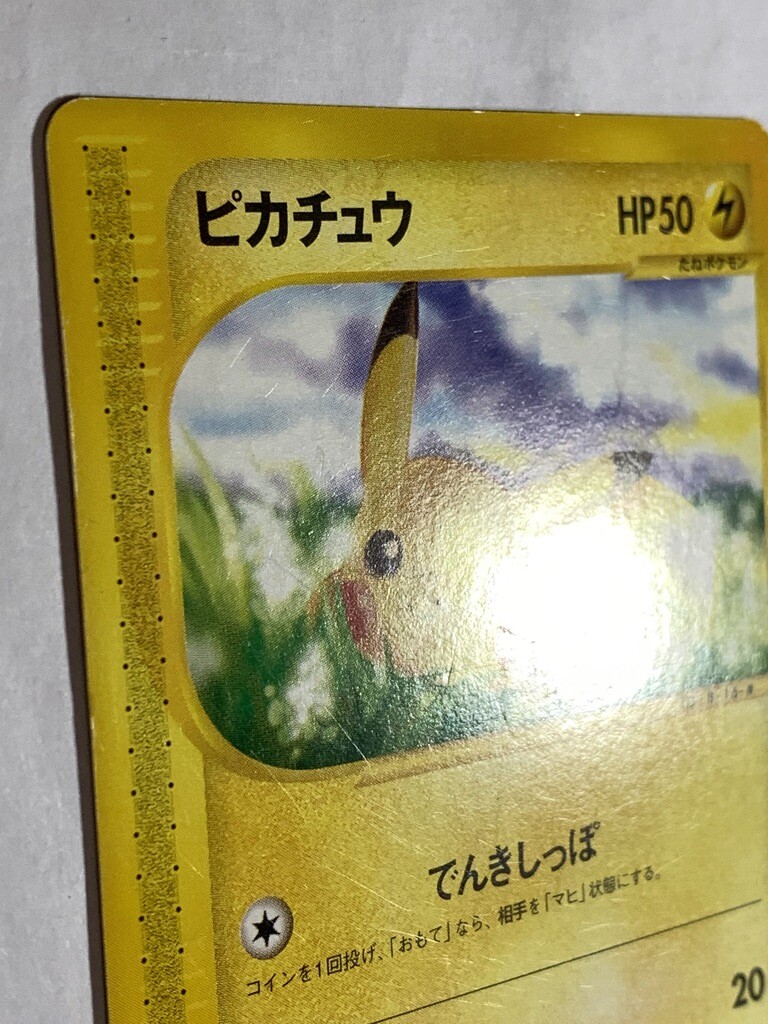 ピカチュウ
HP50
たねポケモン
でんきしっぽ
コインを1回投げ、「おもて」なら、相手を「マヒ」状態にする。
20